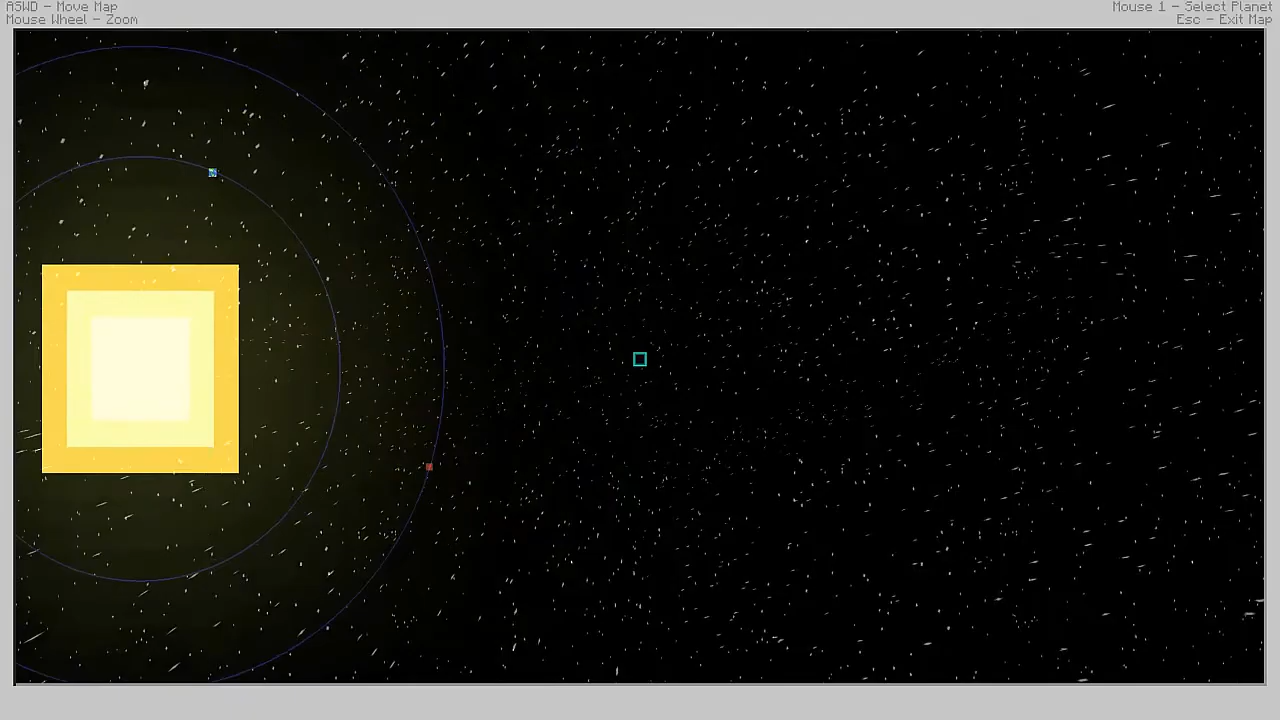 ASWD - Move Map
Mouse Wheel - Zoom
Mouse 1 - Select Planet
Esc - Exit Map